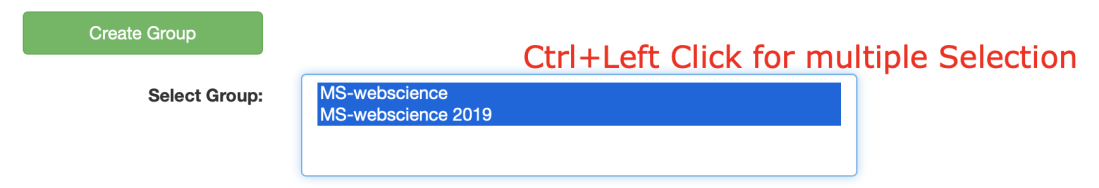 Create Group
Ctrl+Left Click for multiple Selection
Select Group:
MS-webscience
MS-webscience 2019